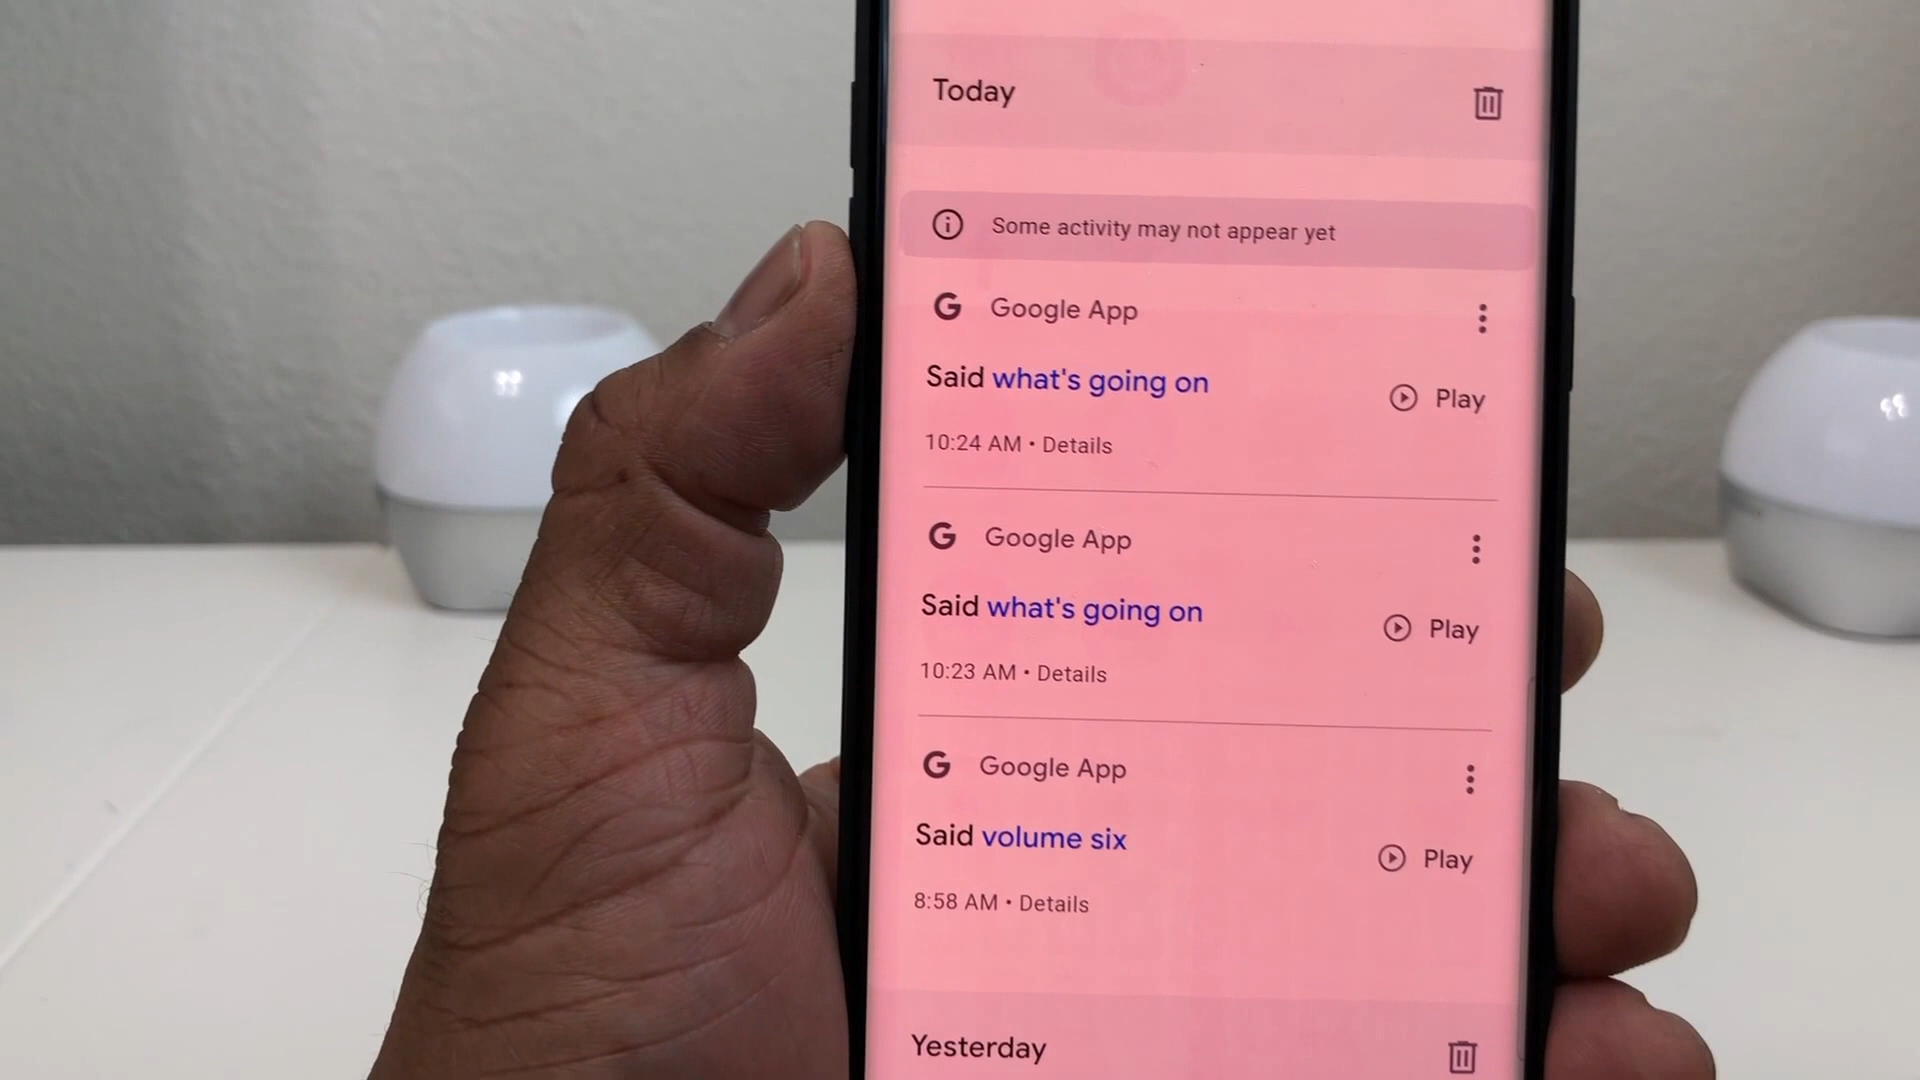 Today
Some activity may not appear yet
G Google App
Said what's going on
Play
10:24 AM • Details
G Google App
Said what's going on
Play
10:23 AM • Details
G Google App
Said volume six
Play
8:58 AM • Details
Yesterday